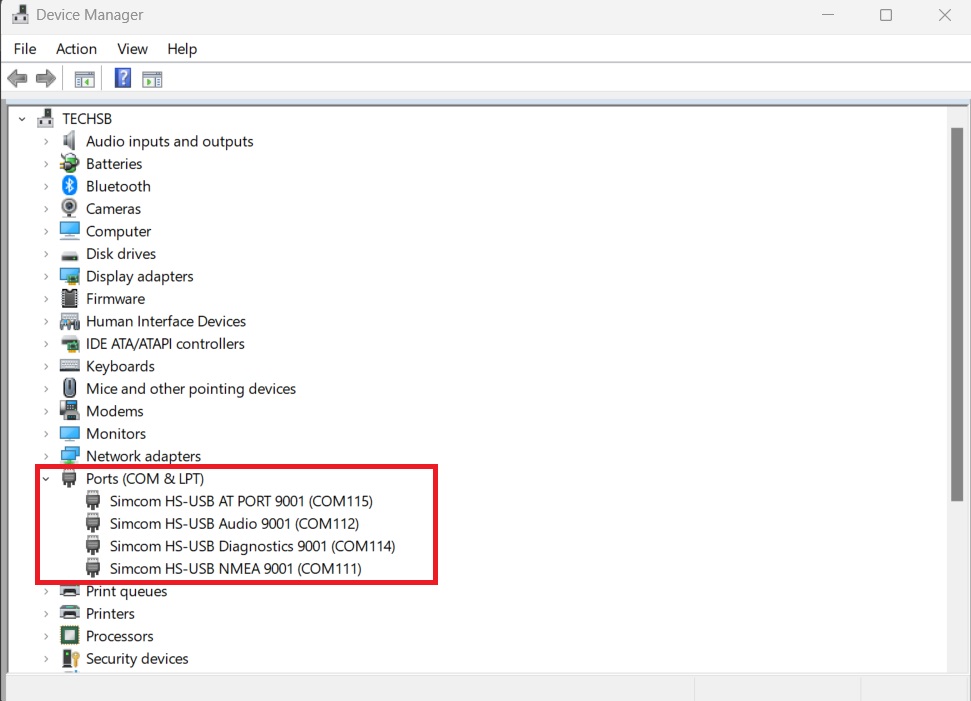 Device Manager
File Action View Help
TECHSB
Audio inputs and outputs
Batteries
Bluetooth
Cameras
Computer
Disk drives
Display adapters
Firmware
Human Interface Devices
IDE ATA/ATAPI controllers
Keyboards
Mice and other pointing devices
Modems
Monitors
Network adapters
Ports (COM & LPT)
Simcom HS-USB AT PORT 9001 (COM115)
Simcom HS-USB Audio 9001 (COM112)
Simcom HS-USB Diagnostics 9001 (COM114)
Simcom HS-USB NMEA 9001 (COM111)
Print queues
Printers
Processors
Security devices